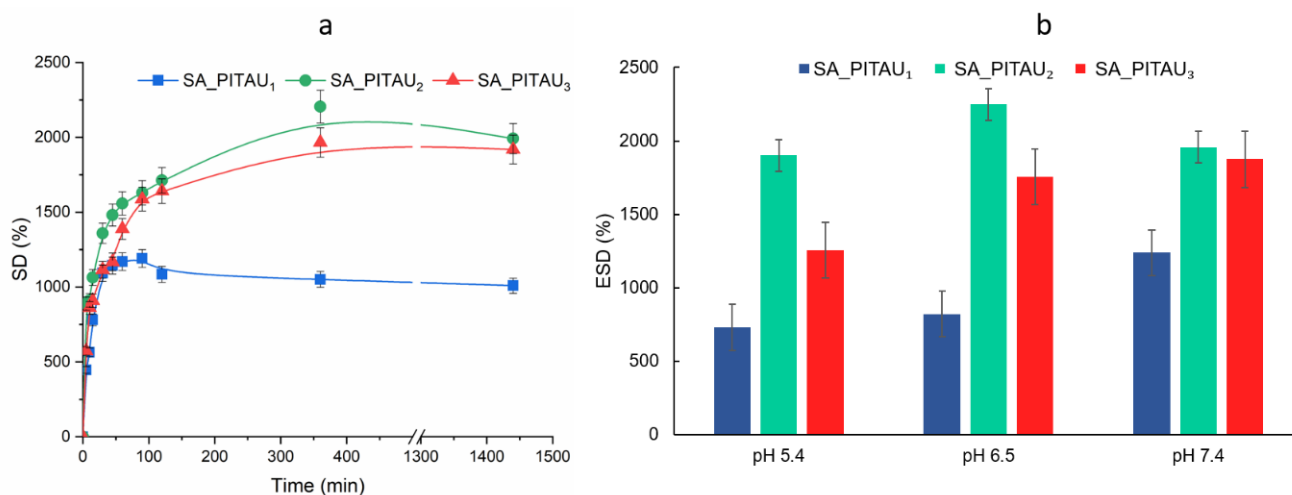 a
2500
2000
1500
1000
500
0
SD (%)
SA_PITAU₁ SA_PITAU₂ SA_PITAU₃
0 100 200 300 400 1300 1400 1500
Time (min)
b
2500
2000
1500
1000
500
0
ESD (%)
SA_PITAU₁ SA_PITAU₂ SA_PITAU₃
pH 5.4 pH 6.5 pH 7.4